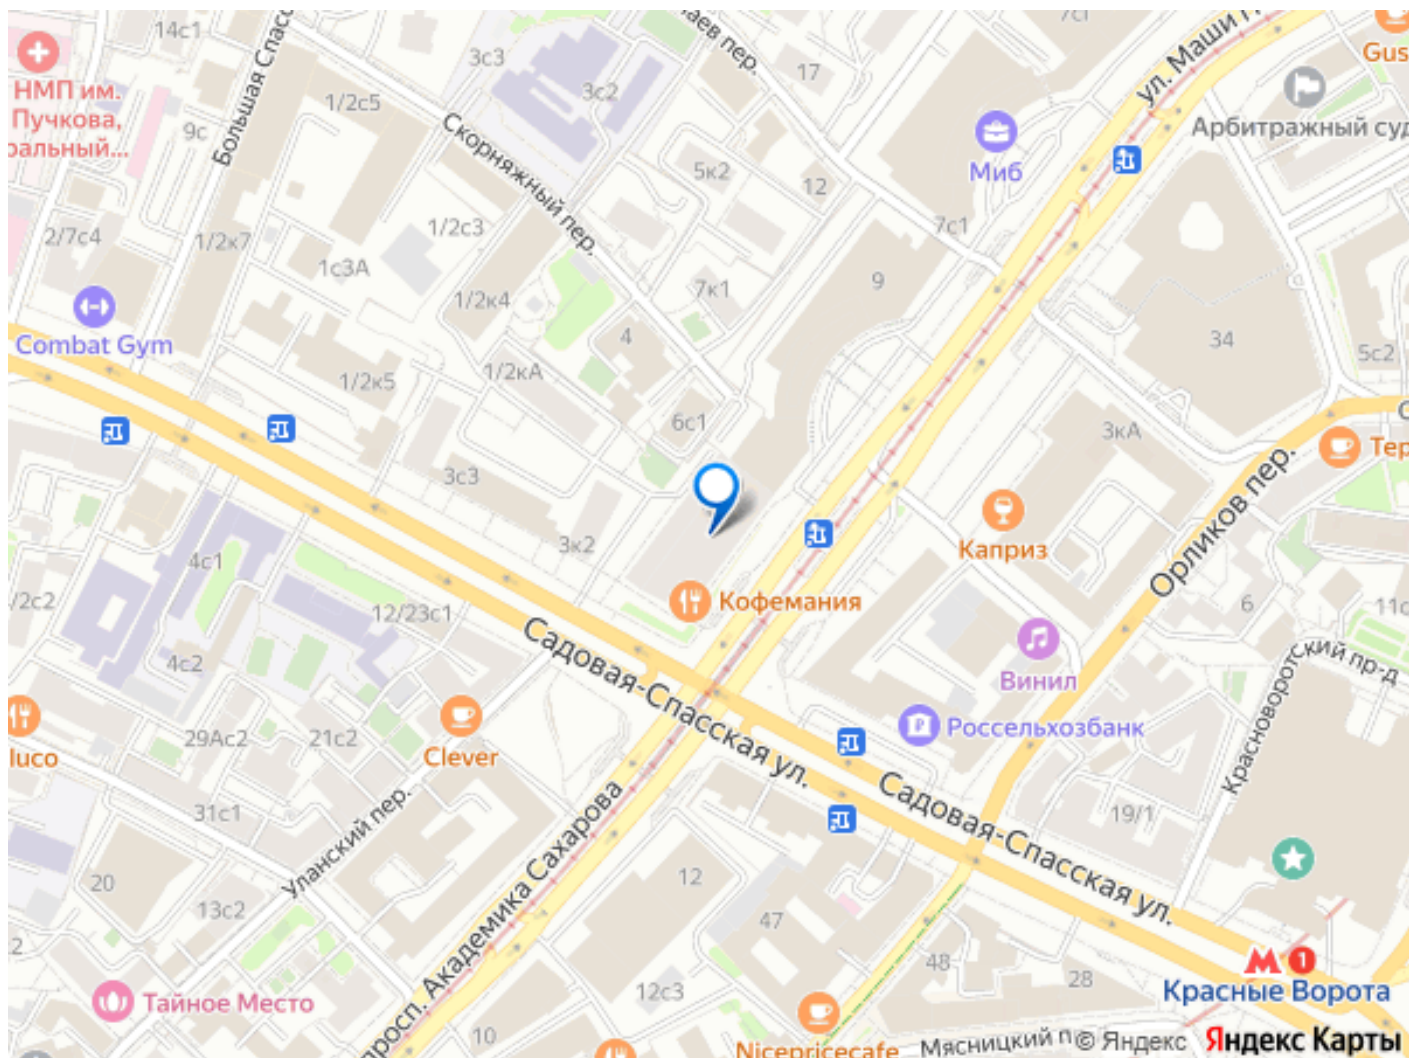 14с1
Большая Спасс
3с3
3с2
17
7с1
ул. Маши
Gus
НМП им.
Пучкова,
ральный...
9с
1/2с5
Скорняжный пер.
5к2
12
Миб
Арбитражный суд
2/7с4
1/2к7
1/2с3
1с3А
7с1
7к1
9
1/2к4
4
34
5с2
Combat Gym
1/2к5
1/2кА
6с1
3кА
Тер
3с3
3к2
Каприз
Орликов пер.
4с1
/2с2
12/23с1
Кофемания
6
11с
4с2
Садовая-Спасская ул.
Винил
Красноворотский пр-д
luco
29Ас2
21с2
Clever
Россельхозбанк
31с1
Уланский пер.
Садовая-Спасская ул.
19/1
20
13с2
просп. Академика Сахарова
12
47
2
48
28
Красные Ворота
1
Тайное Место
12с3
10
Nicepricecafe
Мясницкий п
© Яндекс
Яндекс Карты